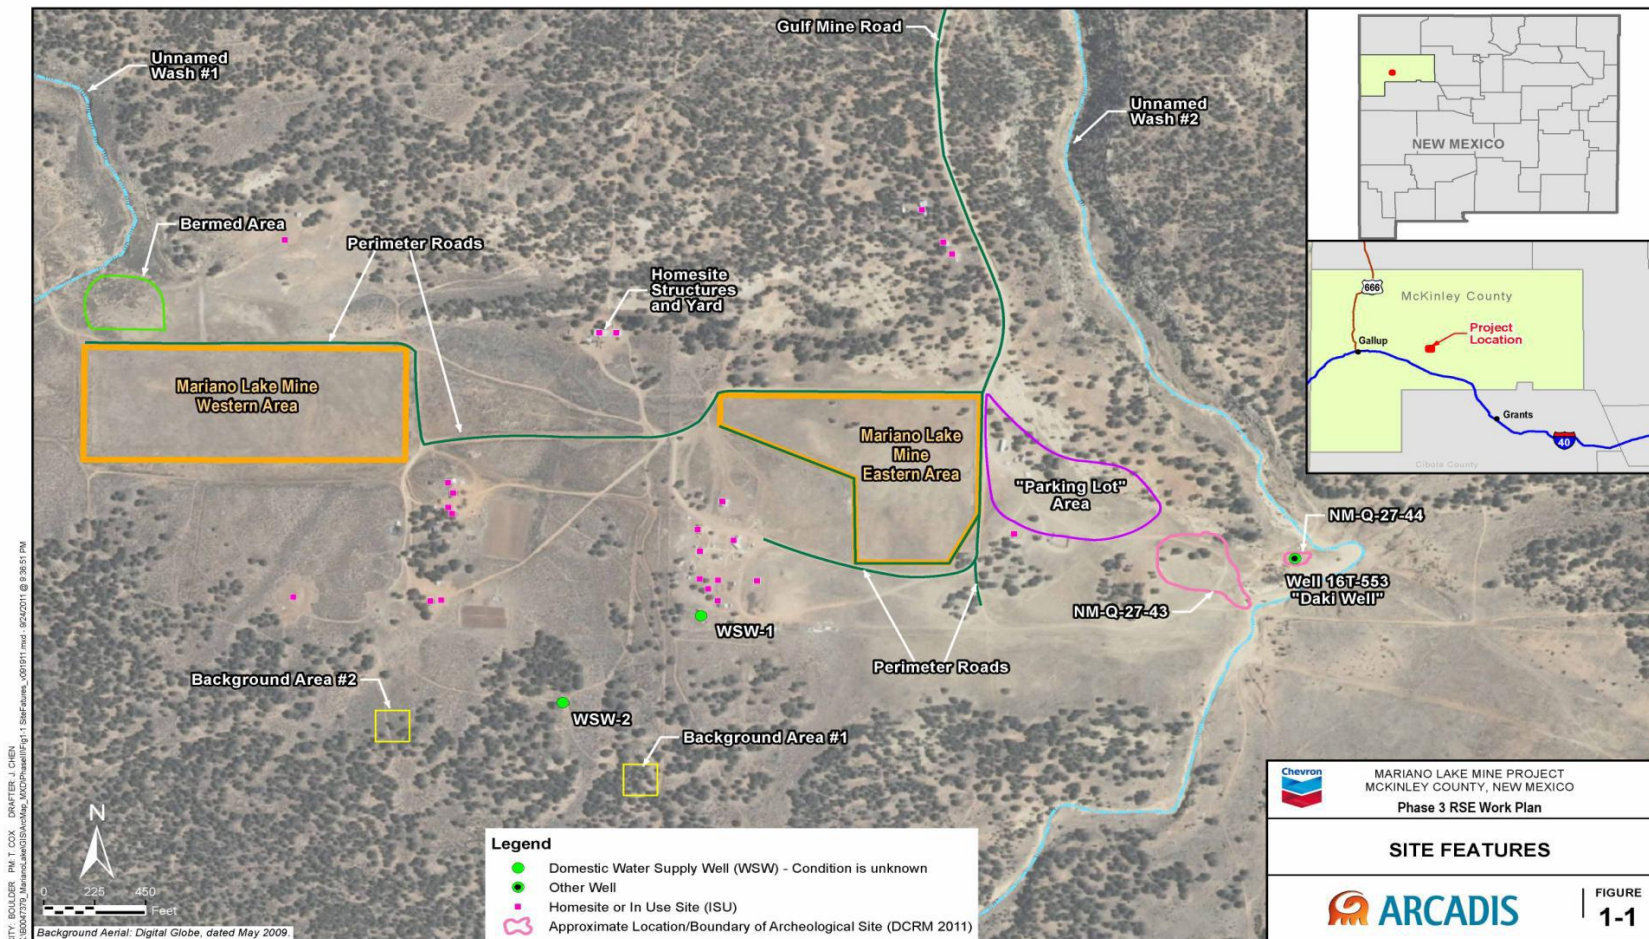 Gulf Mine Road
Unnamed
Wash #1
Unnamed
Wash #2
Bermed Area
Perimeter Roads
Homesite
Structures
and Yard
Mariano Lake Mine
Western Area
Mariano Lake
Mine
Eastern Area
"Parking Lot"
Area
NM-Q-27-44
Well 16T-553
"Daki Well"
NM-Q-27-43
WSW-1
Perimeter Roads
Background Area #2
WSW-2
Background Area #1
N
0 225 450
Feet
Background Aerial: Digital Globe, dated May 2009.
Legend
Domestic Water Supply Well (WSW) - Condition is unknown
Other Well
Homesite or In Use Site (ISU)
Approximate Location/Boundary of Archeological Site (DCRM 2011)
NEW MEXICO
666
McKinley County
Project
Location
Gallup
Grants
40
Cibola County
Chevron
MARIANO LAKE MINE PROJECT
MCKINLEY COUNTY, NEW MEXICO
Phase 3 RSE Work Plan
SITE FEATURES
ARCADIS
FIGURE
1-1
CITY: BOULDER PM: T. COX DRAFTER: J. CHEN